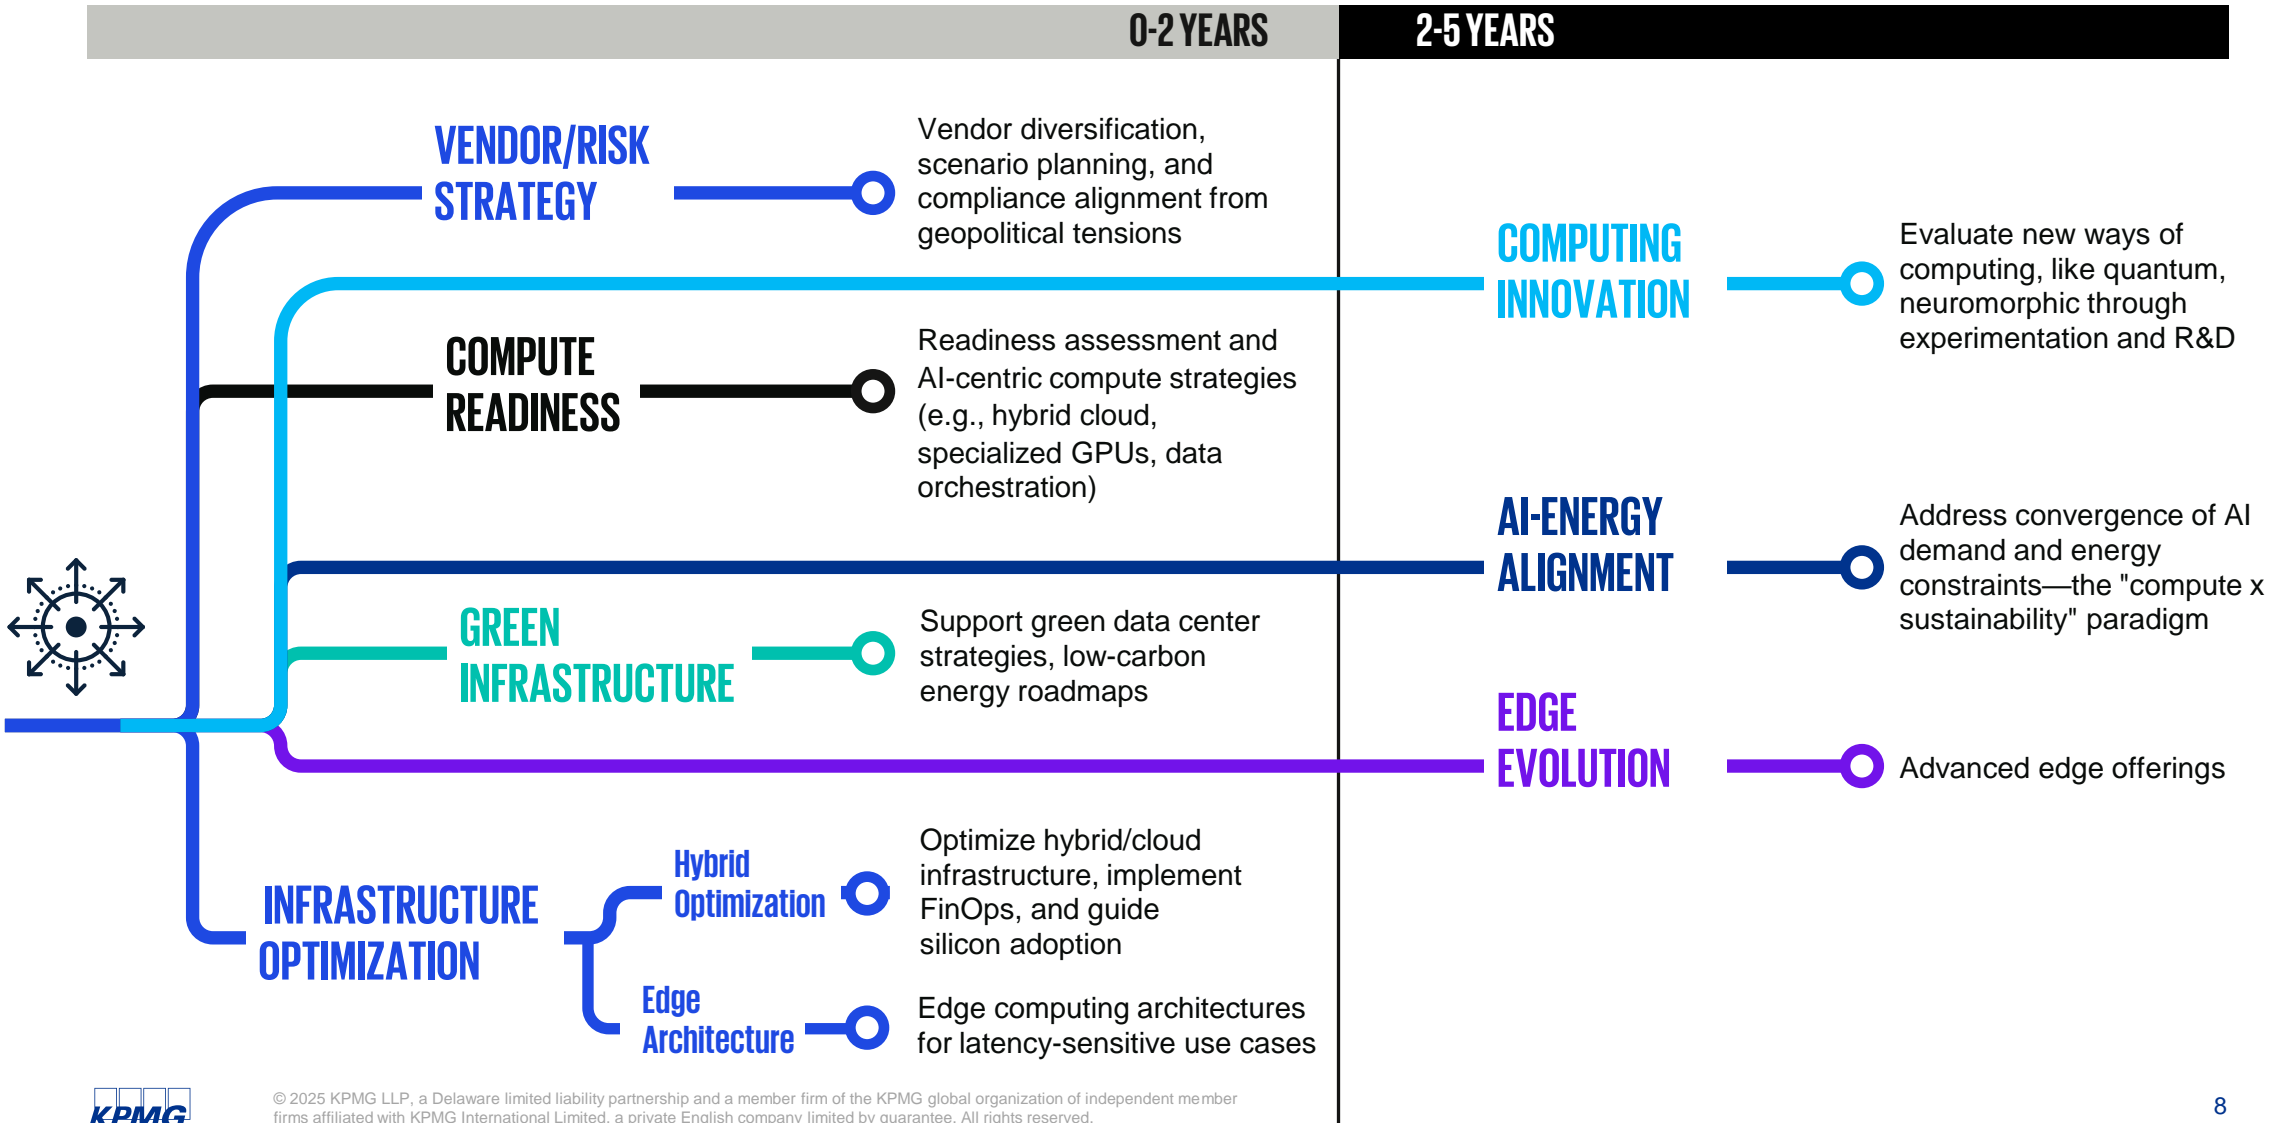 0-2 YEARS
2-5 YEARS
VENDOR/RISK
STRATEGY
Vendor diversification,
scenario planning, and
compliance alignment from
geopolitical tensions
COMPUTING
INNOVATION
Evaluate new ways of
computing, like quantum,
neuromorphic through
experimentation and R&D
COMPUTE
READINESS
Readiness assessment and
AI-centric compute strategies
(e.g., hybrid cloud,
specialized GPUs, data
orchestration)
AI-ENERGY
ALIGNMENT
Address convergence of AI
demand and energy
constraints—the "compute x
sustainability" paradigm
GREEN
INFRASTRUCTURE
Support green data center
strategies, low-carbon
energy roadmaps
EDGE
EVOLUTION
Advanced edge offerings
INFRASTRUCTURE
OPTIMIZATION
Hybrid
Optimization
Optimize hybrid/cloud
infrastructure, implement
FinOps, and guide
silicon adoption
Edge
Architecture
Edge computing architectures
for latency-sensitive use cases
KPMG
© 2025 KPMG LLP, a Delaware limited liability partnership and a member firm of the KPMG global organization of independent member
firms affiliated with KPMG International Limited, a private English company limited by guarantee. All rights reserved.
8